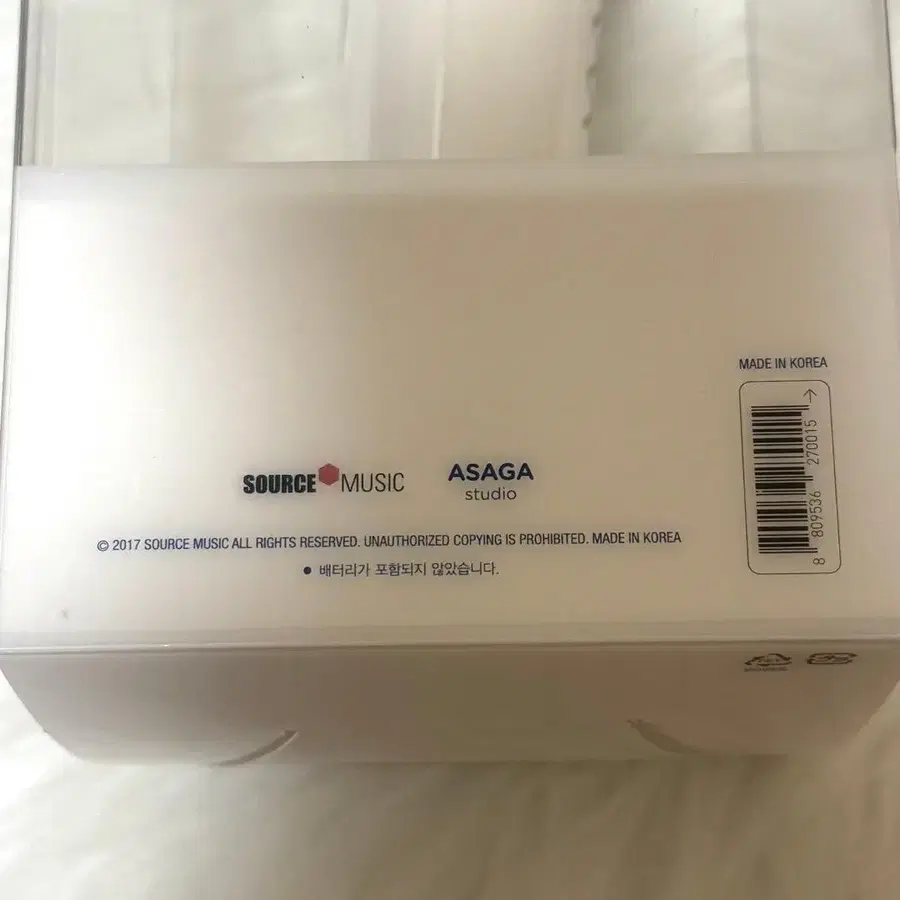 MADE IN KOREA
8 809536 270015
SOURCE MUSIC
ASAGA
studio
© 2017 SOURCE MUSIC ALL RIGHTS RESERVED. UNAUTHORIZED COPYING IS PROHIBITED. MADE IN KOREA
● 배터리가 포함되지 않았습니다.